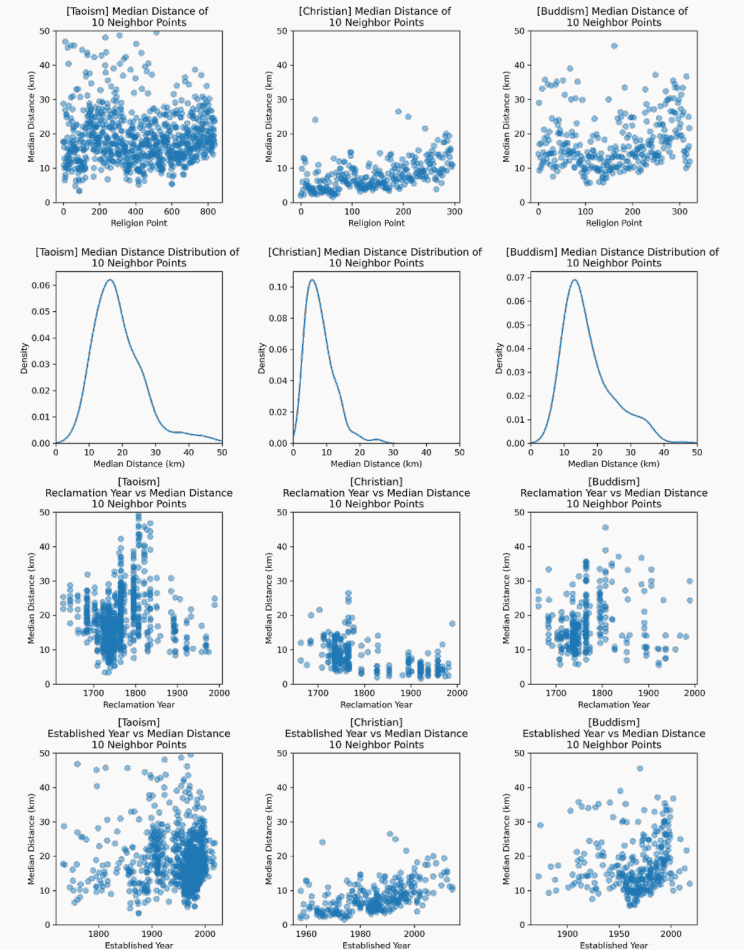 [Taoism] Median Distance of
10 Neighbor Points
[Christian] Median Distance of
10 Neighbor Points
[Buddism] Median Distance of
10 Neighbor Points
Median Distance (km)
50
40
30
20
10
0
0 200 400 600 800
Religion Point
Median Distance (km)
50
40
30
20
10
0
0 100 200 300
Religion Point
Median Distance (km)
50
40
30
20
10
0
0 100 200 300
Religion Point
[Taoism] Median Distance Distribution of
10 Neighbor Points
[Christian] Median Distance Distribution of
10 Neighbor Points
[Buddism] Median Distance Distribution of
10 Neighbor Points
Density
0.06
0.05
0.04
0.03
0.02
0.01
0.00
0 10 20 30 40 50
Median Distance (km)
Density
0.10
0.08
0.06
0.04
0.02
0.00
0 10 20 30 40 50
Median Distance (km)
Density
0.07
0.06
0.05
0.04
0.03
0.02
0.01
0.00
0 10 20 30 40 50
Median Distance (km)
[Taoism]
Reclamation Year vs Median Distance
10 Neighbor Points
[Christian]
Reclamation Year vs Median Distance
10 Neighbor Points
[Buddism]
Reclamation Year vs Median Distance
10 Neighbor Points
Median Distance (km)
50
40
30
20
10
0
1700 1800 1900 2000
Reclamation Year
Median Distance (km)
50
40
30
20
10
0
1700 1800 1900 2000
Reclamation Year
Median Distance (km)
50
40
30
20
10
0
1700 1800 1900 2000
Reclamation Year
[Taoism]
Established Year vs Median Distance
10 Neighbor Points
[Christian]
Established Year vs Median Distance
10 Neighbor Points
[Buddism]
Established Year vs Median Distance
10 Neighbor Points
Median Distance (km)
50
40
30
20
10
0
1800 1900 2000
Established Year
Median Distance (km)
50
40
30
20
10
0
1960 1980 2000
Established Year
Median Distance (km)
50
40
30
20
10
0
1900 1950 2000
Established Year